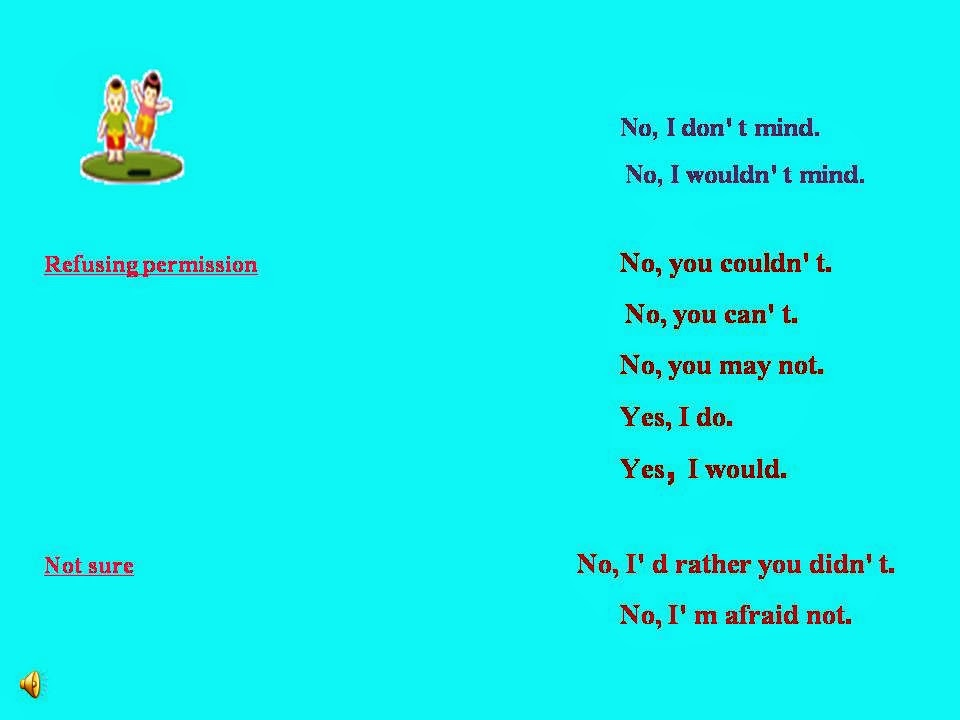 No, I don' t mind.
No, I wouldn' t mind.
Refusing permission
No, you couldn' t.
No, you can' t.
No, you may not.
Yes, I do.
Yes, I would.
Not sure
No, I' d rather you didn' t.
No, I' m afraid not.